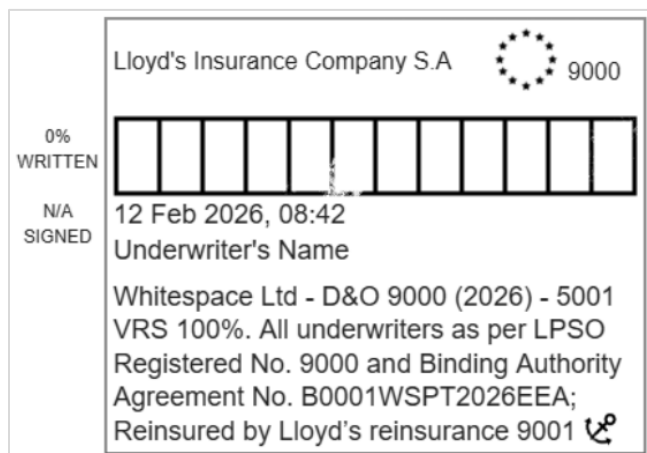 Lloyd's Insurance Company S.A
9000
0%
WRITTEN
N/A
SIGNED
12 Feb 2026, 08:42
Underwriter's Name
Whitespace Ltd - D&O 9000 (2026) - 5001
VRS 100%. All underwriters as per LPSO
Registered No. 9000 and Binding Authority
Agreement No. B0001WSPT2026EEA;
Reinsured by Lloyd’s reinsurance 9001